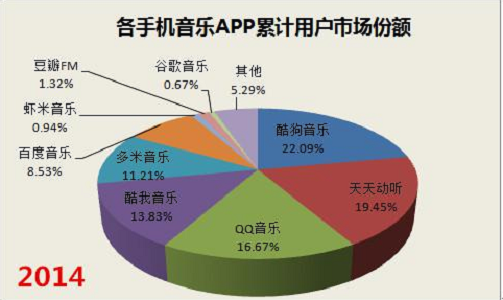 各手机音乐APP累计用户市场份额
豆瓣FM
1.32%
谷歌音乐
0.67%
其他
5.29%
虾米音乐
0.94%
酷狗音乐
22.09%
百度音乐
8.53%
多米音乐
11.21%
天天动听
19.45%
酷我音乐
13.83%
QQ音乐
16.67%
2014